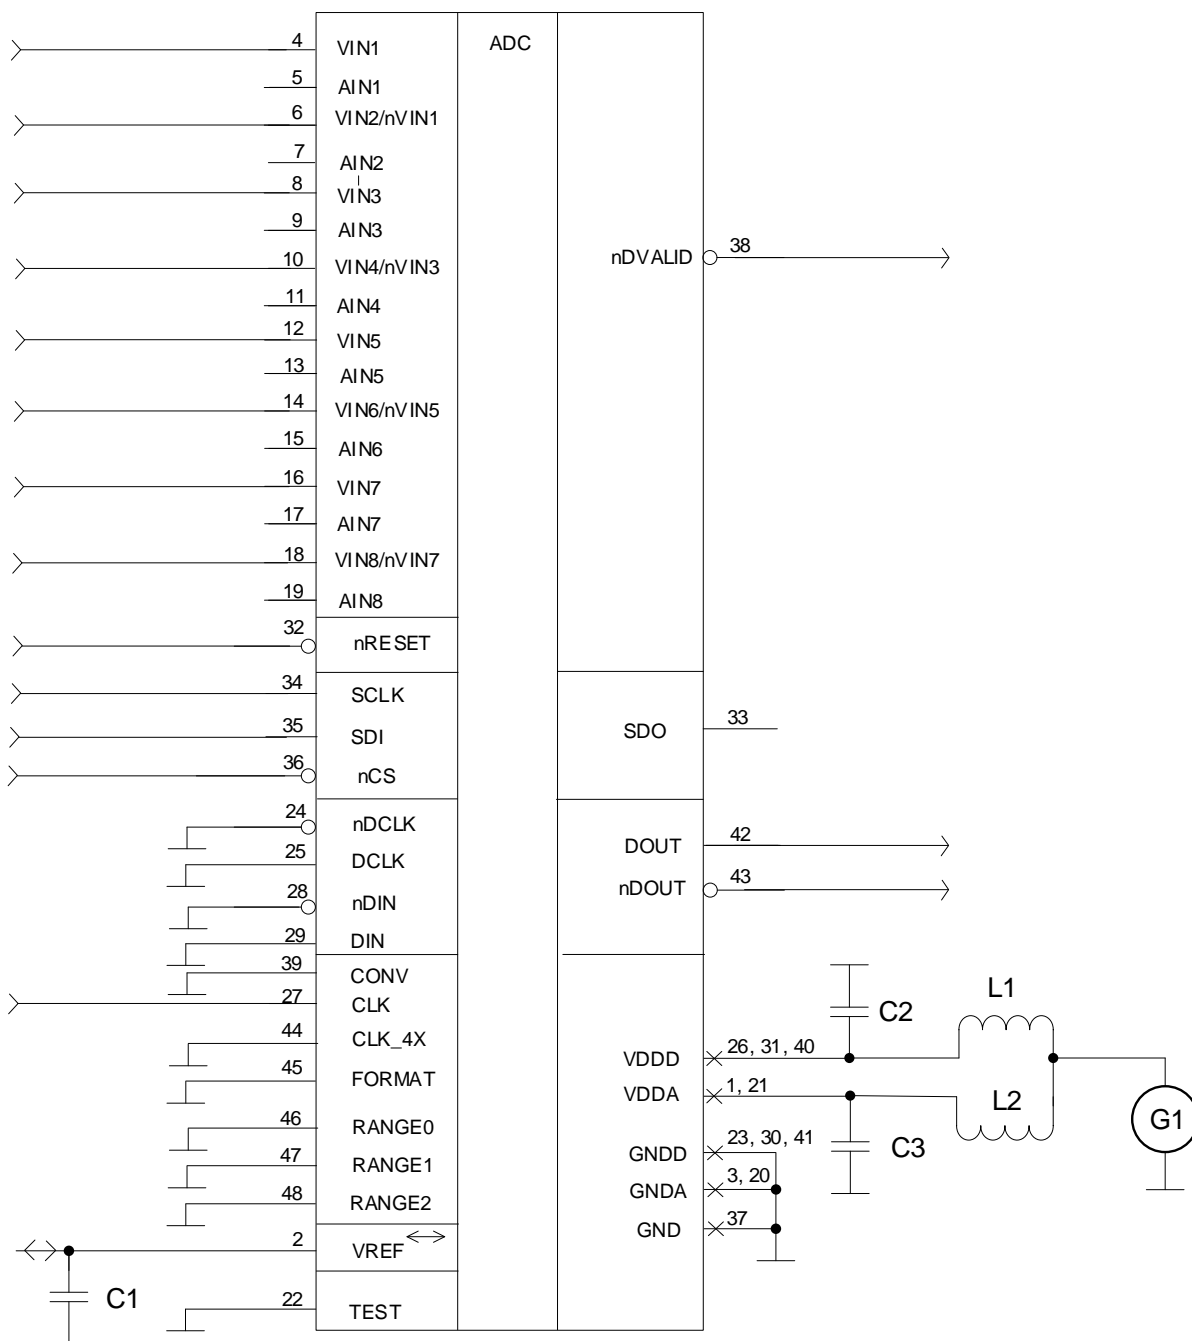 4 VIN1 ADC
5 AIN1
6 VIN2/nVIN1
7 AIN2
8 VIN3
9 AIN3
nDVALID 38
10 VIN4/nVIN3
11 AIN4
12 VIN5
13 AIN5
14 VIN6/nVIN5
15 AIN6
16 VIN7
17 AIN7
18 VIN8/nVIN7
19 AIN8
32 nRESET
34 SCLK
35 SDI
SDO 33
36 nCS
24 nDCLK
25 DCLK
DOUT 42
28 nDIN
nDOUT 43
29 DIN
39 CONV
27 CLK
C2 L1
44 CLK_4X
VDDD 26, 31, 40
45 FORMAT
VDDA 1, 21
L2 G1
46 RANGE0
GNDD 23, 30, 41 C3
47 RANGE1
GNDA 3, 20
48 RANGE2
GND 37
2 VREF
C1
22 TEST